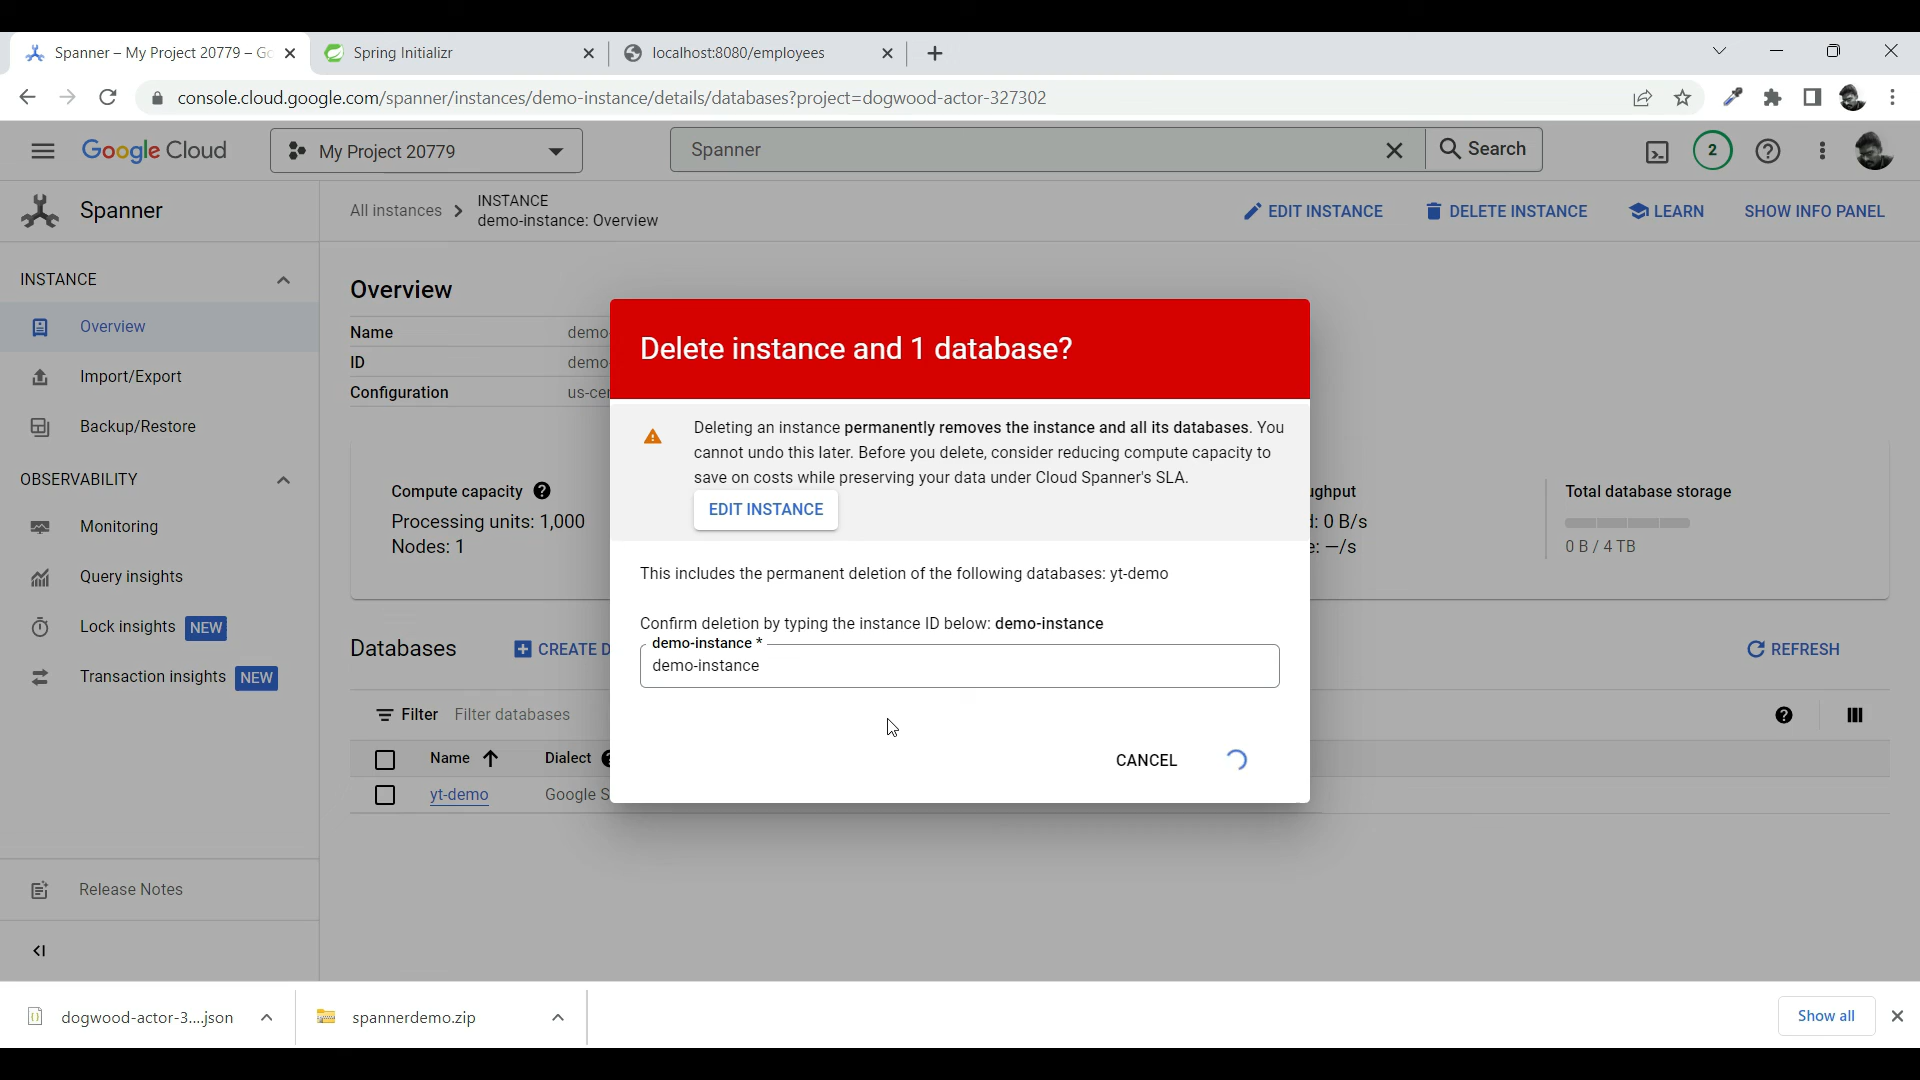 Spanner – My Project 20779 – Go
Spring Initializr
localhost:8080/employees
console.cloud.google.com/spanner/instances/demo-instance/details/databases?project=dogwood-actor-327302
Google Cloud
My Project 20779
Spanner
Search
2
Spanner
All instances
INSTANCE
demo-instance: Overview
EDIT INSTANCE
DELETE INSTANCE
LEARN
SHOW INFO PANEL
INSTANCE
Overview
Import/Export
Backup/Restore
OBSERVABILITY
Monitoring
Query insights
Lock insights NEW
Transaction insights NEW
Release Notes
Overview
Name demo
ID demo
Configuration us-cer
Compute capacity
Processing units: 1,000
Nodes: 1
ughput
d: 0 B/s
e: —/s
Total database storage
0 B / 4 TB
Databases
CREATE D
REFRESH
Filter Filter databases
Name Dialect
yt-demo Google S
Delete instance and 1 database?
Deleting an instance permanently removes the instance and all its databases. You
cannot undo this later. Before you delete, consider reducing compute capacity to
save on costs while preserving your data under Cloud Spanner's SLA.
EDIT INSTANCE
This includes the permanent deletion of the following databases: yt-demo
Confirm deletion by typing the instance ID below: demo-instance
demo-instance *
demo-instance
CANCEL
dogwood-actor-3....json
spannerdemo.zip
Show all